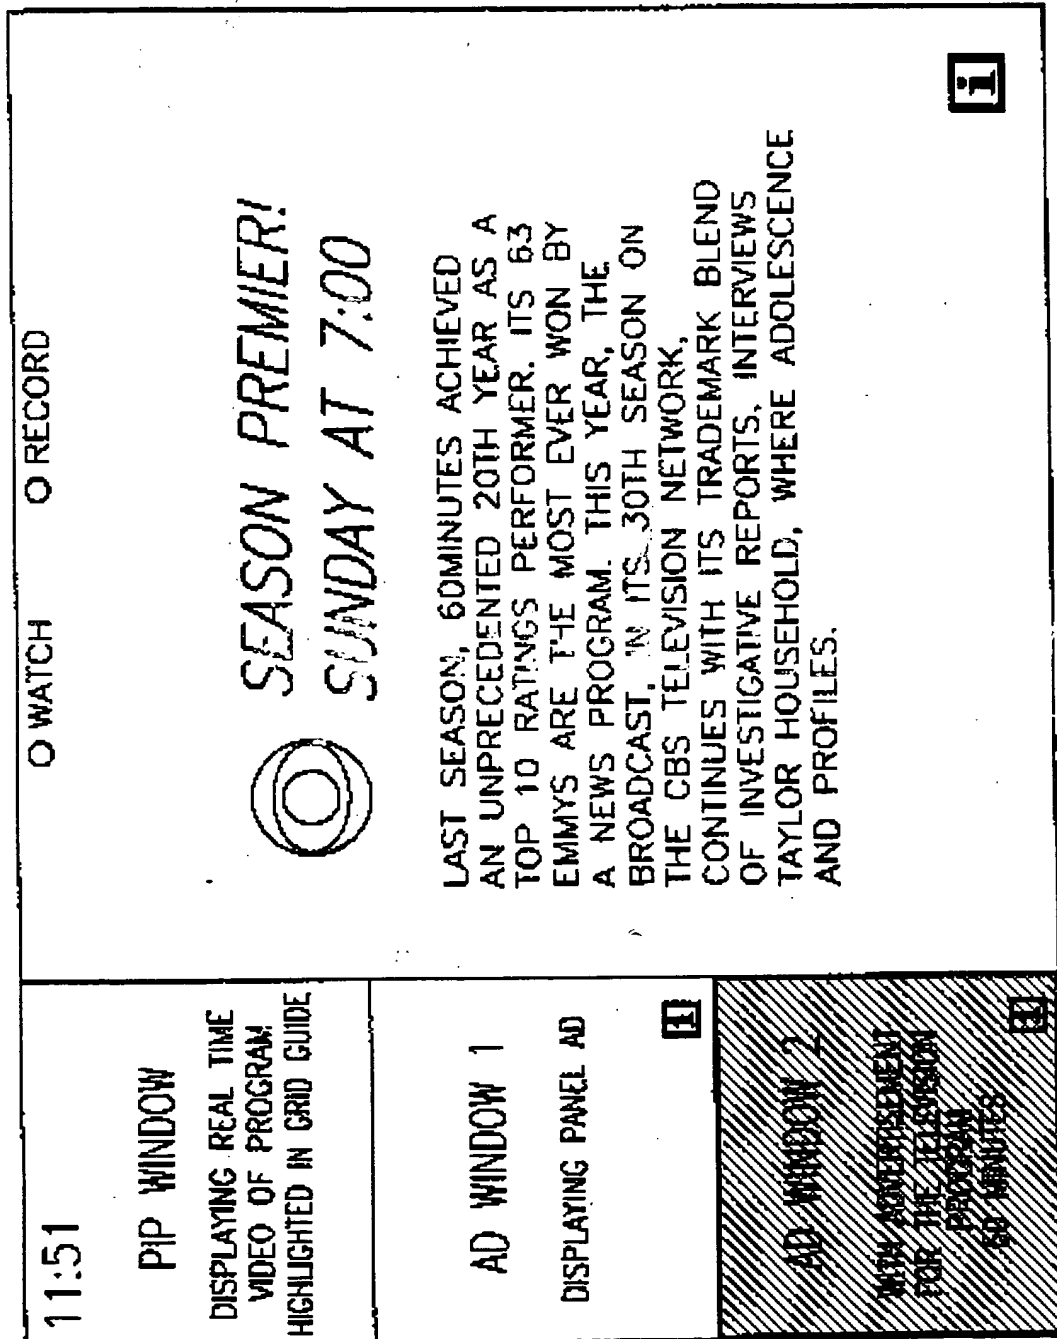 11:51
O WATCH O RECORD
PIP WINDOW
DISPLAYING REAL TIME
VIDEO OF PROGRAM
HIGHLIGHTED IN GRID GUIDE
AD WINDOW 1
DISPLAYING PANEL AD
i
AD WINDOW 2
WITH ADVERTISEMENT
FOR THE TELEVISION
PROGRAM
60 MINUTES
i
SEASON PREMIER!
SUNDAY AT 7:00
LAST SEASON, 60MINUTES ACHIEVED
AN UNPRECEDENTED 20TH YEAR AS A
TOP 10 RATINGS PERFORMER. ITS 63
EMMYS ARE THE MOST EVER WON BY
A NEWS PROGRAM. THIS YEAR, THE
BROADCAST, IN ITS 30TH SEASON ON
THE CBS TELEVISION NETWORK,
CONTINUES WITH ITS TRADEMARK BLEND
OF INVESTIGATIVE REPORTS, INTERVIEWS
TAYLOR HOUSEHOLD, WHERE ADOLESCENCE
AND PROFILES.
i